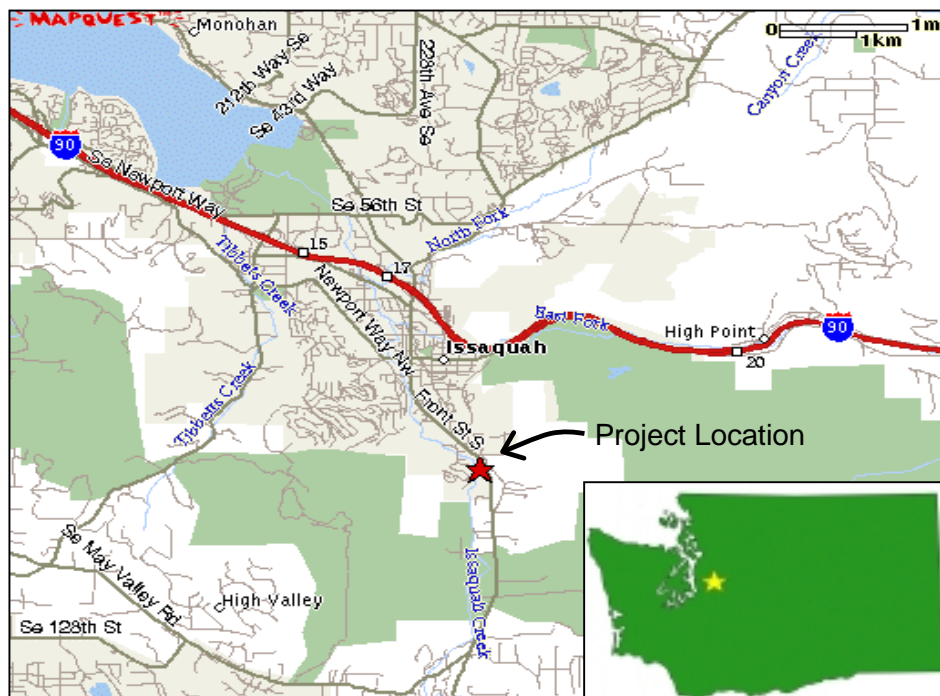 MAPQUEST
Monohan
0 1m
1km
212th Way Se
Se 43rd Way
228th Ave Se
Canyon Creek
90
Se Newport Way
Se 56th St
North Fork
15
17
Tibbets Creek
Newport Way Nw
East Fork
High Point
90
Issaquah
20
Tibbetts Creek
Front St S
Project Location
Se May Valley Rd
Issaquah Creek
High Valley
Se 128th St